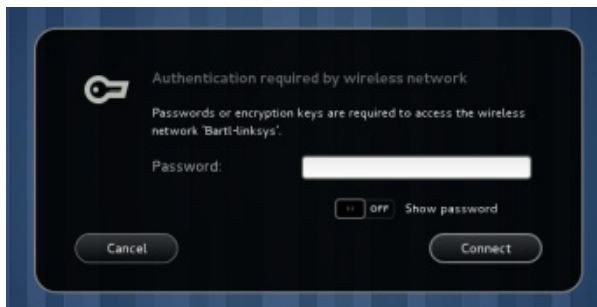 Authentication required by wireless network
Passwords or encryption keys are required to access the wireless
network 'Bartl-linksys'.
Password:
OFF Show password
Cancel Connect